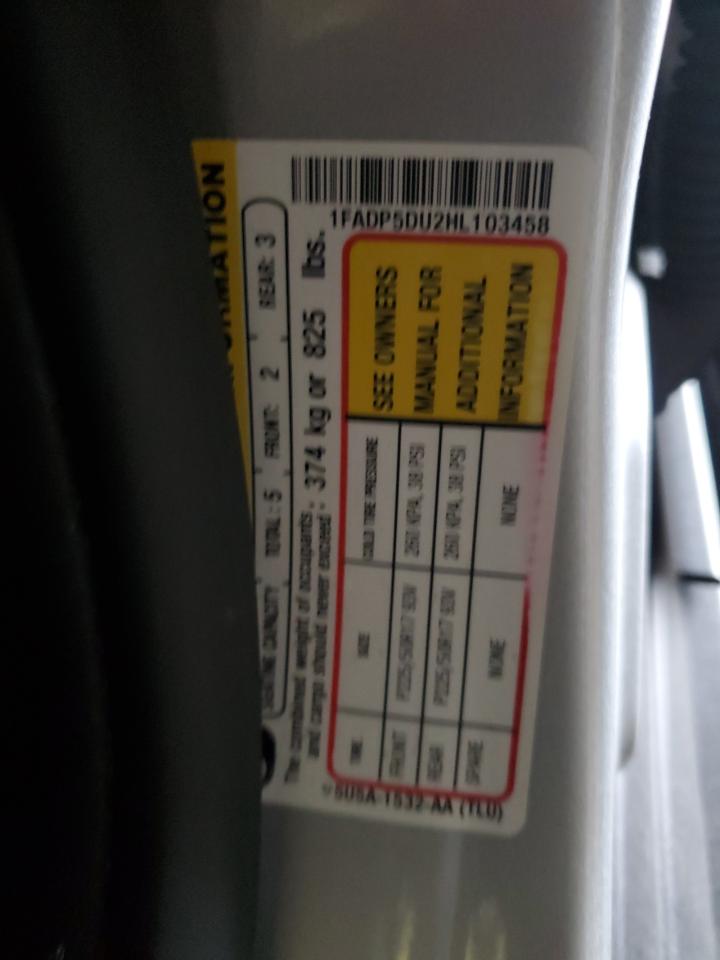 RMATION
SEATING CAPACITY TOTAL: 5 FRONT: 2 REAR: 3
The combined weight of occupants
and cargo should never exceed: 374 kg or 825 lbs.
TIRE SIZE COLD TIRE PRESSURE
FRONT P225/50R17 93V 260 KPA, 38 PSI
REAR P225/50R17 93V 260 KPA, 38 PSI
SPARE NONE NONE
SEE OWNERS
MANUAL FOR
ADDITIONAL
INFORMATION
5U5A-1532-AA (TLD)
1FADP5DU2HL103458